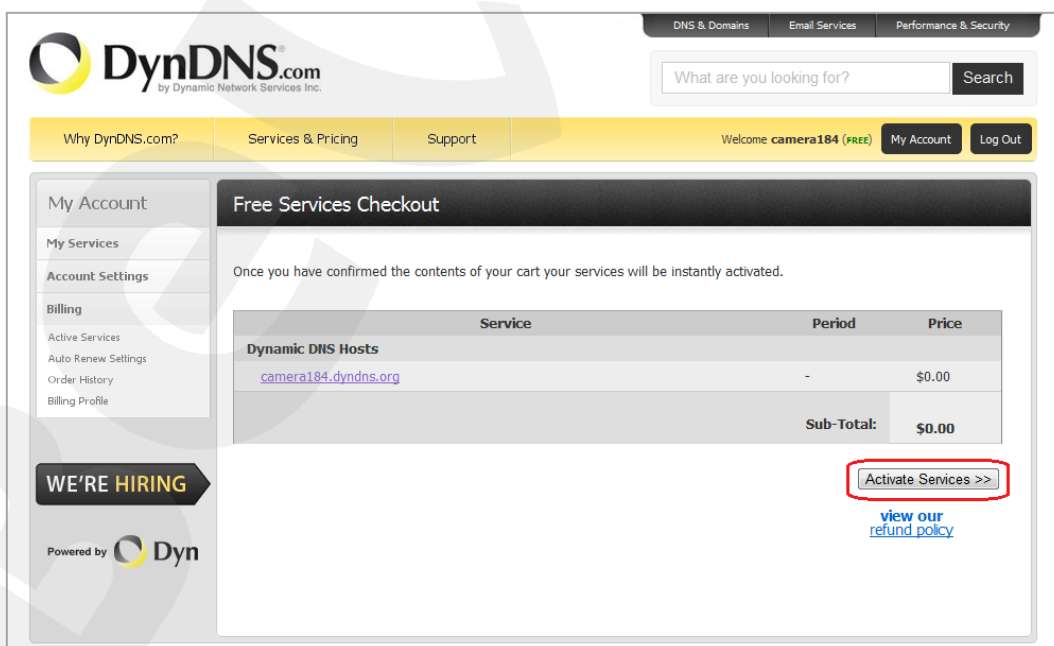 DNS & Domains Email Services Performance & Security
DynDNS.com
by Dynamic Network Services Inc.
What are you looking for? Search
Why DynDNS.com? Services & Pricing Support Welcome camera184 (FREE) My Account Log Out
My Account
My Services
Account Settings
Billing
Active Services
Auto Renew Settings
Order History
Billing Profile
WE'RE HIRING
Powered by Dyn
Free Services Checkout
Once you have confirmed the contents of your cart your services will be instantly activated.
Service Period Price
Dynamic DNS Hosts
camera184.dyndns.org - $0.00
Sub-Total: $0.00
Activate Services >>
view our
refund policy